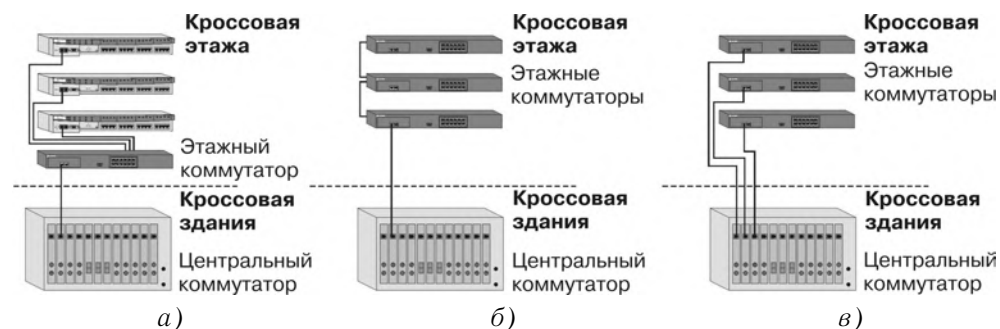 Кроссовая
этажа
Этажный
коммутатор
Кроссовая
здания
Центральный
коммутатор
а)
Кроссовая
этажа
Этажные
коммутаторы
Кроссовая
здания
Центральный
коммутатор
б)
Кроссовая
этажа
Этажные
коммутаторы
Кроссовая
здания
Центральный
коммутатор
в)